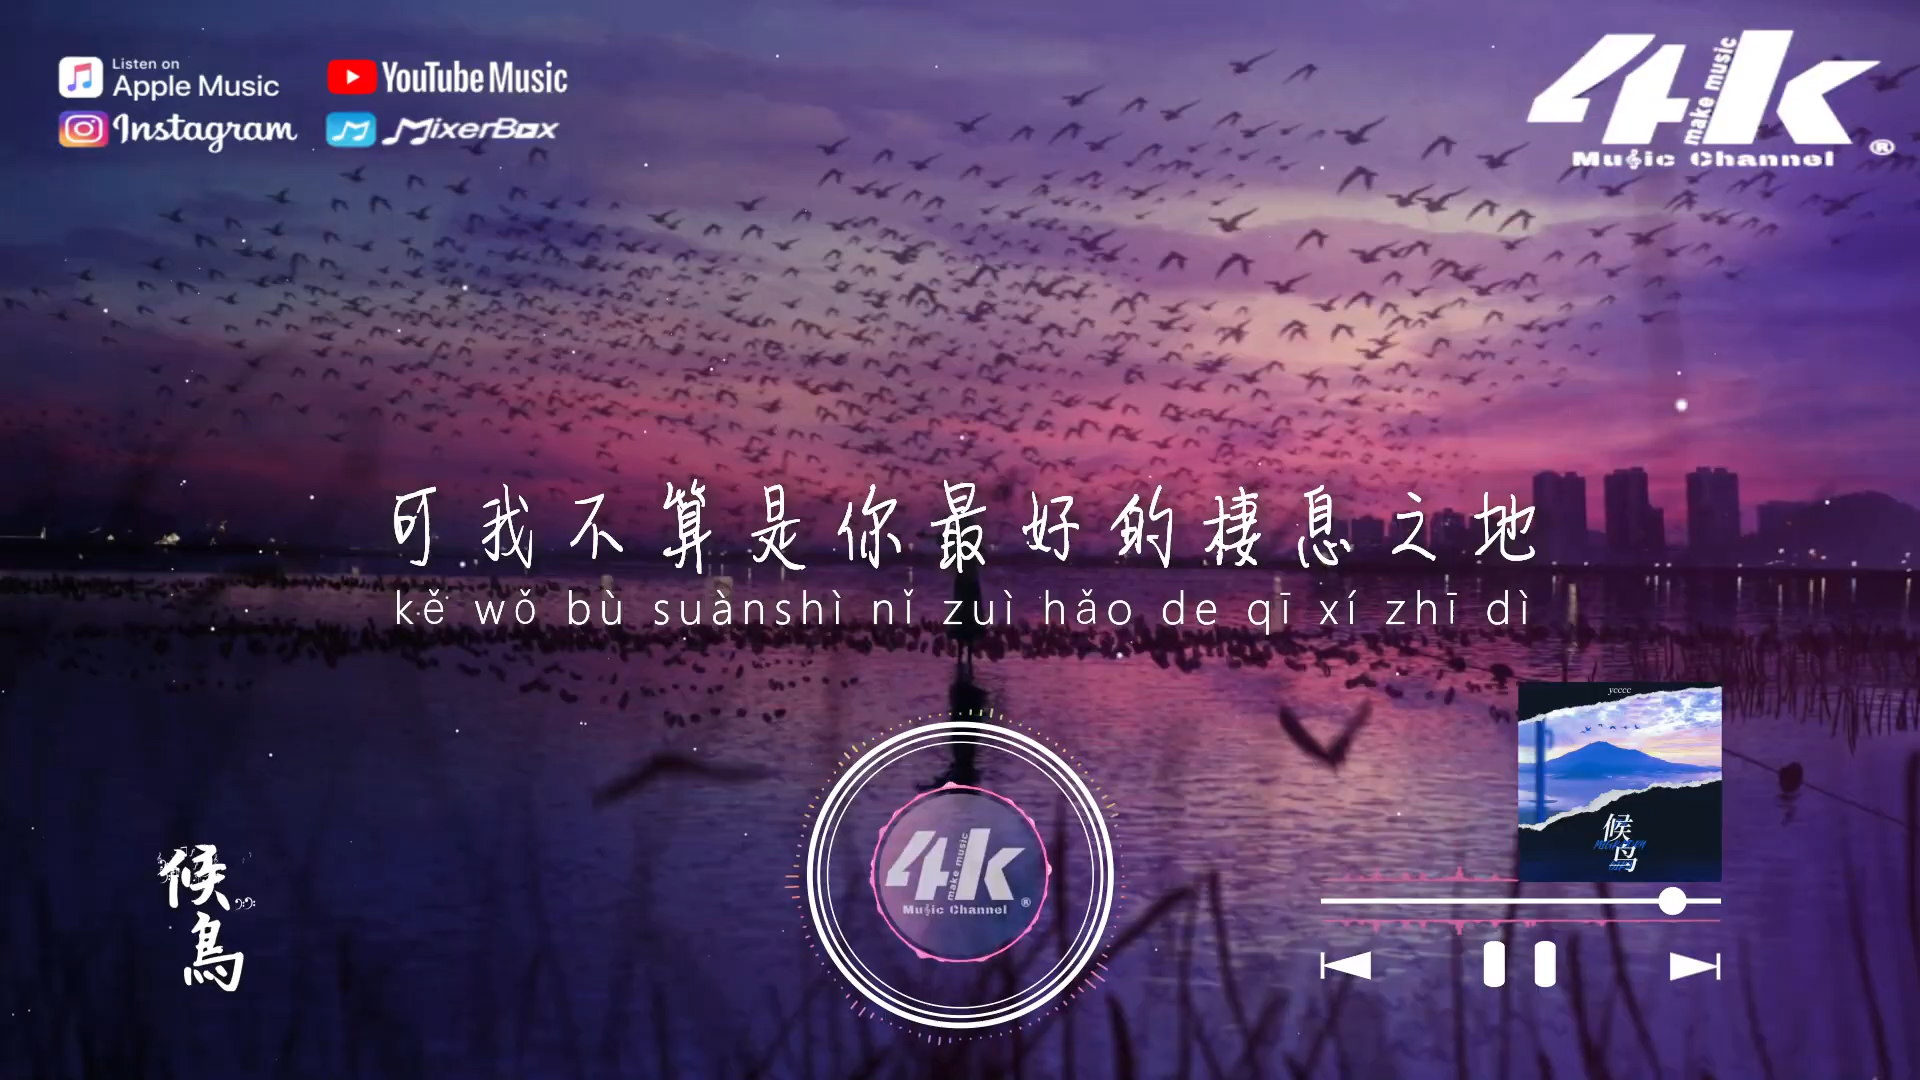 Listen on
Apple Music
YouTube Music
Instagram
MixerBox
4k
make music
Music Channel ®
可我不算是你最好的棲息之地
kě wǒ bù suànshì nǐ zuì hǎo de qī xí zhī dì
ycccc
候鸟
候鳥
4k
make music
Music Channel ®